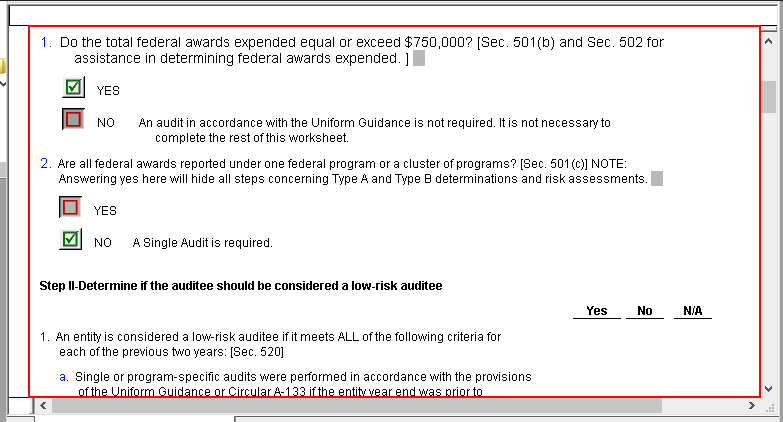 1. Do the total federal awards expended equal or exceed $750,000? [Sec. 501(b) and Sec. 502 for
assistance in determining federal awards expended. ]
YES
NO An audit in accordance with the Uniform Guidance is not required. It is not necessary to
complete the rest of this worksheet.
2. Are all federal awards reported under one federal program or a cluster of programs? [Sec. 501(c)] NOTE:
Answering yes here will hide all steps concerning Type A and Type B determinations and risk assessments.
YES
NO A Single Audit is required.
Step II-Determine if the auditee should be considered a low-risk auditee
Yes No N/A
1. An entity is considered a low-risk auditee if it meets ALL of the following criteria for
each of the previous two years: [Sec. 520]
a. Single or program-specific audits were performed in accordance with the provisions
of the Uniform Guidance or Circular A-133 if the entity year end was prior to